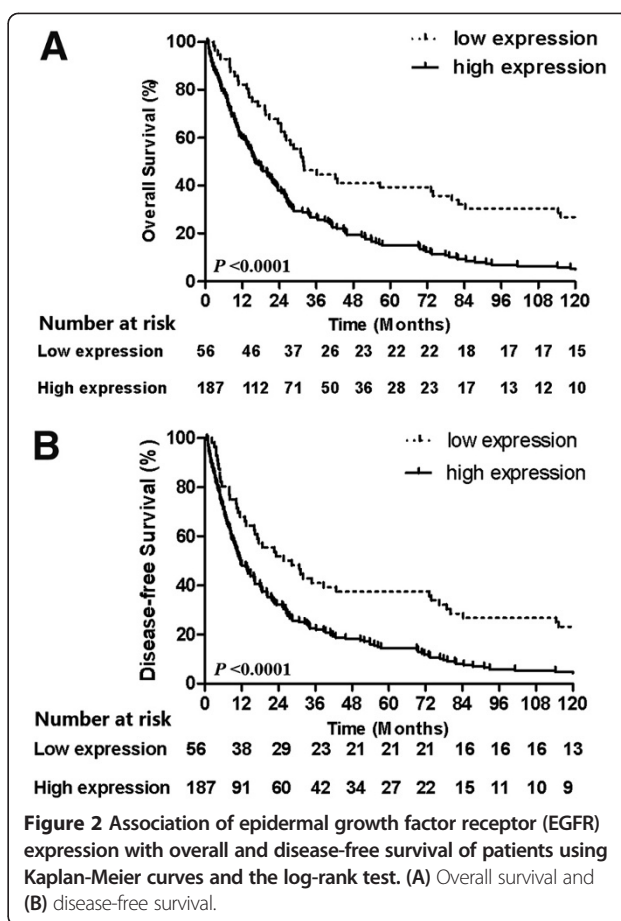 A
low expression
high expression
100
80
60
40
20
0
Overall Survival (%)
P <0.0001
0 12 24 36 48 60 72 84 96 108 120
Number at risk
Time (Months)
Low expression 56 46 37 26 23 22 22 18 17 17 15
High expression 187 112 71 50 36 28 23 17 13 12 10
B
low expression
high expression
100
80
60
40
20
0
Disease-free Survival (%)
P <0.0001
0 12 24 36 48 60 72 84 96 108 120
Number at risk
Time (Months)
Low expression 56 38 29 23 21 21 21 16 16 16 13
High expression 187 91 60 42 34 27 22 15 11 10 9
Figure 2 Association of epidermal growth factor receptor (EGFR)
expression with overall and disease-free survival of patients using
Kaplan-Meier curves and the log-rank test. (A) Overall survival and
(B) disease-free survival.